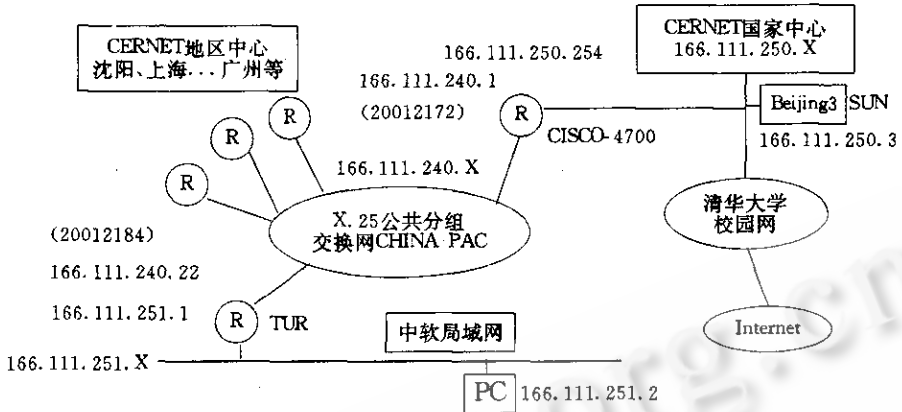 CERNET地区中心
沈阳、上海...广州等
166.111.250.254
166.111.240.1
(20012172)
CERNET国家中心
166.111.250.X
R
R
R
R
CISCO-4700
Beijing3
SUN
166.111.250.3
166.111.240.X
X.25公共分组
交换网CHINA PAC
清华大学
校园网
(20012184)
166.111.240.22
166.111.251.1
R
TUR
中软局域网
Internet
166.111.251.X
PC
166.111.251.2
org.cn